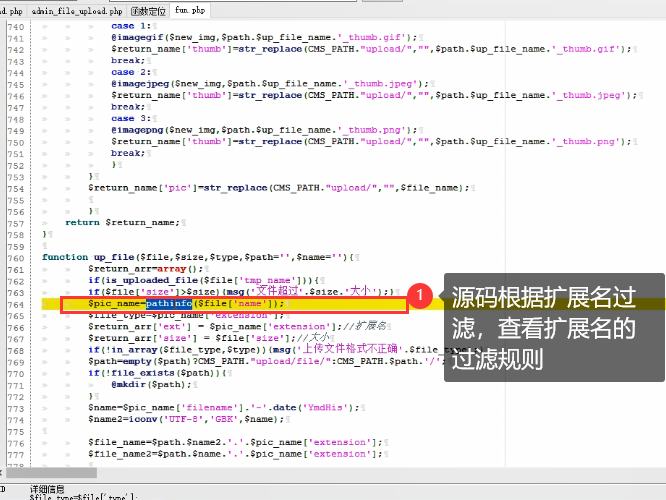 nd.php admin_file_upload.php 函数定位 fun.php
740 case 1:
741 @imagegif($new_img,$path.$up_file_name.'_thumb.gif');
742 $return_name['thumb']=str_replace(CMS_PATH."upload/","",$path.$up_file_name.'_thumb.gif');
743 break;
744 case 2:
745 @imagejpeg($new_img,$path.$up_file_name.'_thumb.jpeg');
746 $return_name['thumb']=str_replace(CMS_PATH."upload/","",$path.$up_file_name.'_thumb.jpeg');
747 break;
748 case 3:
749 @imagepng($new_img,$path.$up_file_name.'_thumb.png');
750 $return_name['thumb']=str_replace(CMS_PATH."upload/","",$path.$up_file_name.'_thumb.png');
751 break;
752 }
753 }
754 $return_name['pic']=str_replace(CMS_PATH."upload/","",$file_name);
755
756 }
757 return $return_name;
758 }
759
760 function up_file($file,$size,$type,$path='',$name=''){
761 $return_arr=array();
762 if(is_uploaded_file($file['tmp_name'])){
763 if($file['size']>$size){msg('文件超过'.$size.'大小');}
764 $pic_name=pathinfo($file['name']);
765 $file_type=$pic_name['extension'];
766 $return_arr['ext'] = $pic_name['extension'];//扩展名
767 $return_arr['size'] = $file['size'];//大小
768 if(!in_array($file_type,$type)){msg('上传文件格式不正确'.$file_type
769 $path=empty($path)?CMS_PATH."upload/file/":CMS_PATH.$path.'/';
770 if(!file_exists($path)){
771 @mkdir($path);
772 }
773 $name=$pic_name['filename'].'-'.date('YmdHis');
774 $name2=iconv('UTF-8','GBK',$name);
775
776 $file_name=$path.$name2.'.'.$pic_name['extension'];
777 $file_name2=$path.$name.'.'.$pic_name['extension'];
1
源码根据扩展名过
滤，查看扩展名的
过滤规则
ID 详细信息
$file_type=$file['type'];